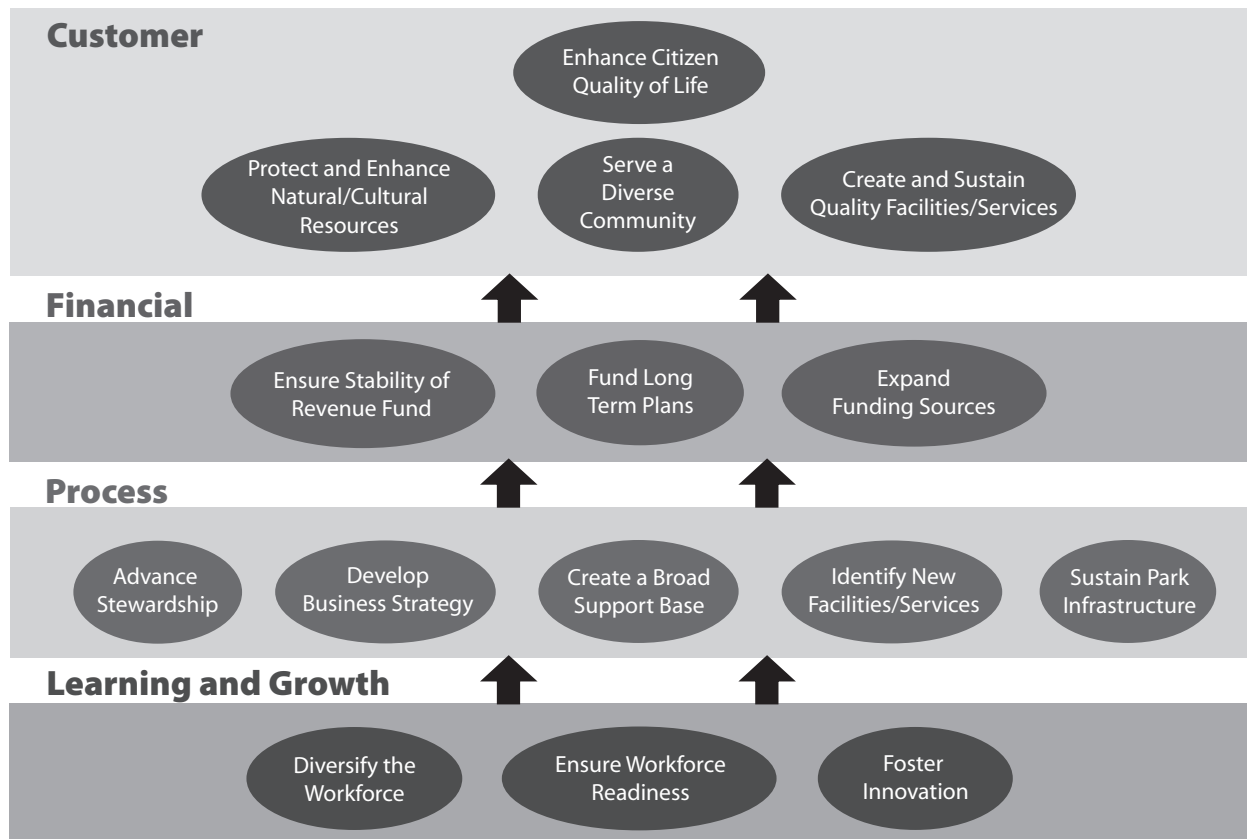 Customer
Enhance Citizen
Quality of Life
Protect and Enhance
Natural/Cultural
Resources
Serve a
Diverse
Community
Create and Sustain
Quality Facilities/Services
Financial
Ensure Stability of
Revenue Fund
Fund Long
Term Plans
Expand
Funding Sources
Process
Advance
Stewardship
Develop
Business Strategy
Create a Broad
Support Base
Identify New
Facilities/Services
Sustain Park
Infrastructure
Learning and Growth
Diversify the
Workforce
Ensure Workforce
Readiness
Foster
Innovation